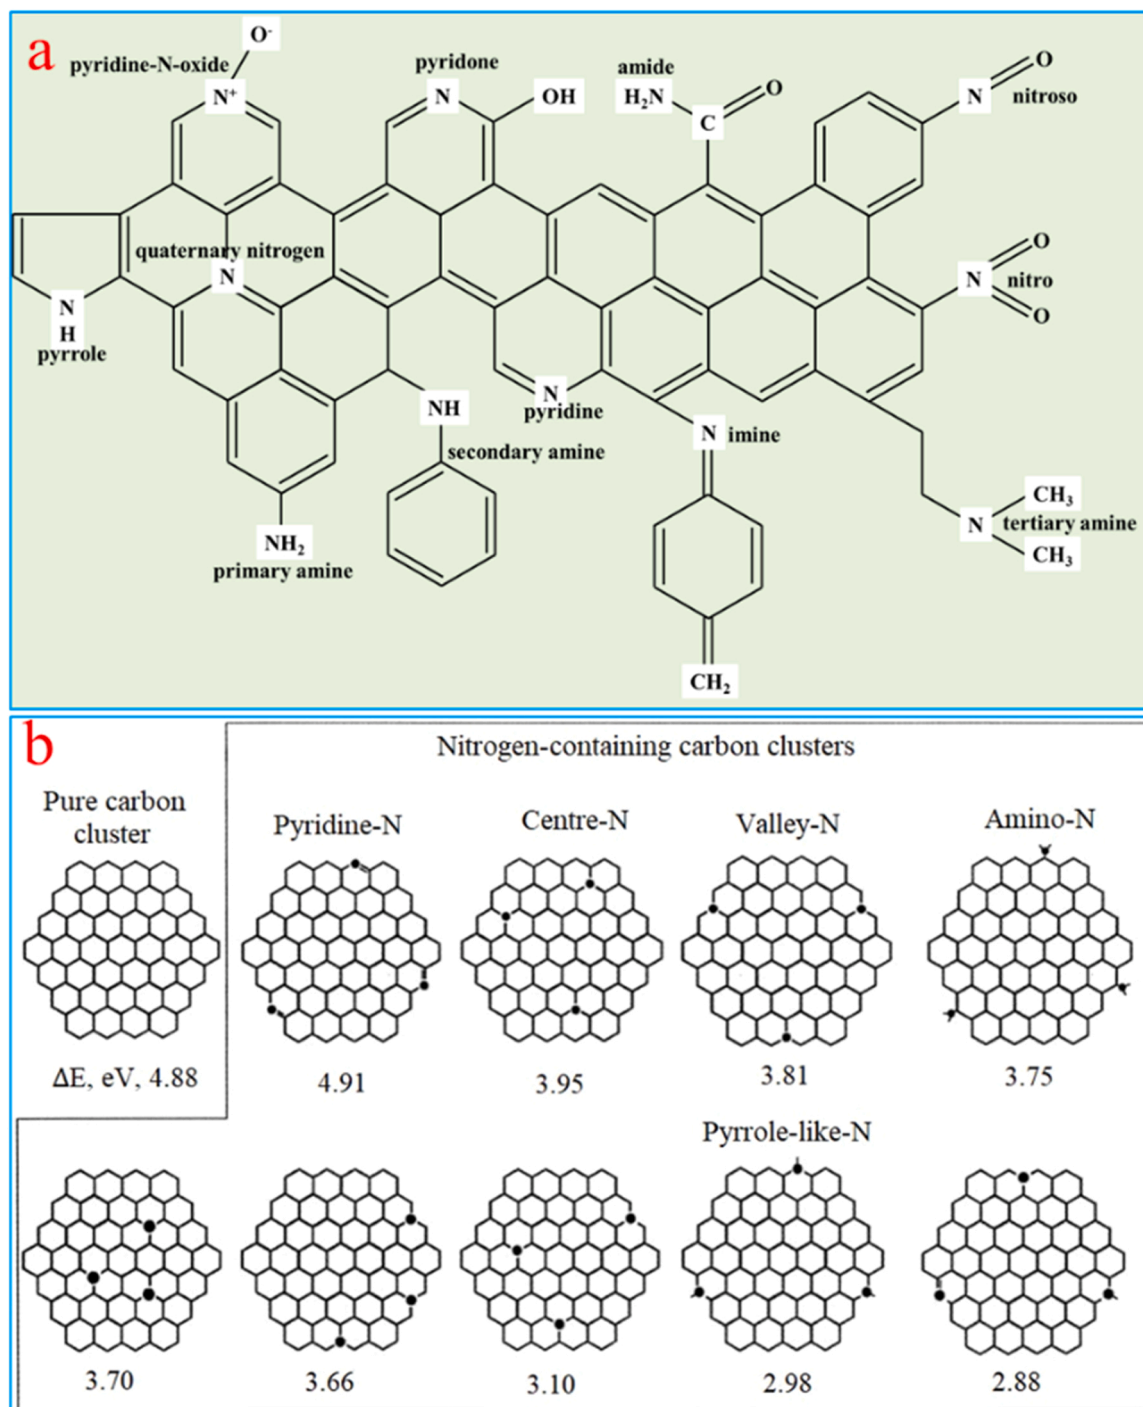 a
O-
pyridine-N-oxide
N+
pyridone
N
OH
amide
H2N
O
C
O
N
nitroso
quaternary nitrogen
N
O
N
nitro
O
N
H
pyrrole
NH
N
pyridine
N
imine
secondary amine
CH3
N
tertiary amine
CH3
NH2
primary amine
CH2
b
Nitrogen-containing carbon clusters
Pure carbon
cluster
Pyridine-N
Centre-N
Valley-N
Amino-N
ΔE, eV, 4.88
4.91
3.95
3.81
3.75
Pyrrole-like-N
3.70
3.66
3.10
2.98
2.88